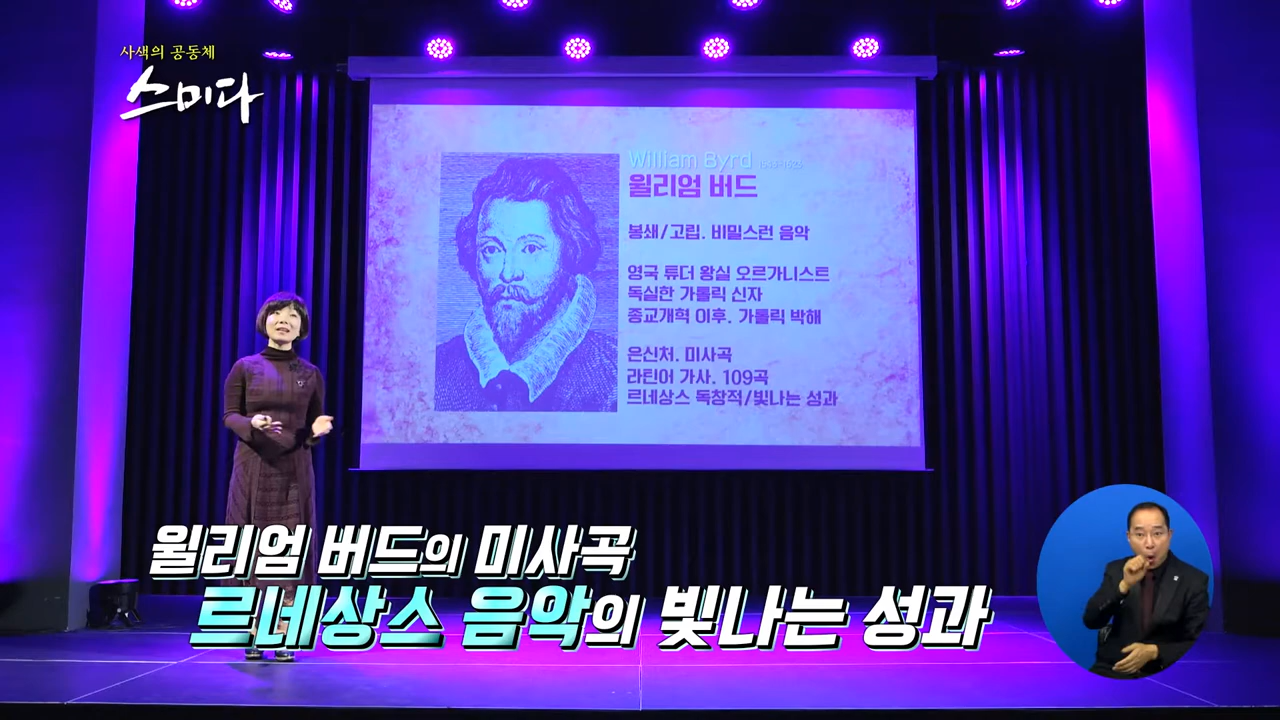 사색의 공동체
스미다
William Byrd
윌리엄 버드
봉쇄/고립. 비밀스런 음악
영국 튜더 왕실 오르가니스트
독실한 가톨릭 신자
종교개혁 이후. 가톨릭 박해
은신처. 미사곡
라틴어 가사. 109곡
르네상스 독창적/빛나는 성과
윌리엄 버드의 미사곡
르네상스 음악의 빛나는 성과